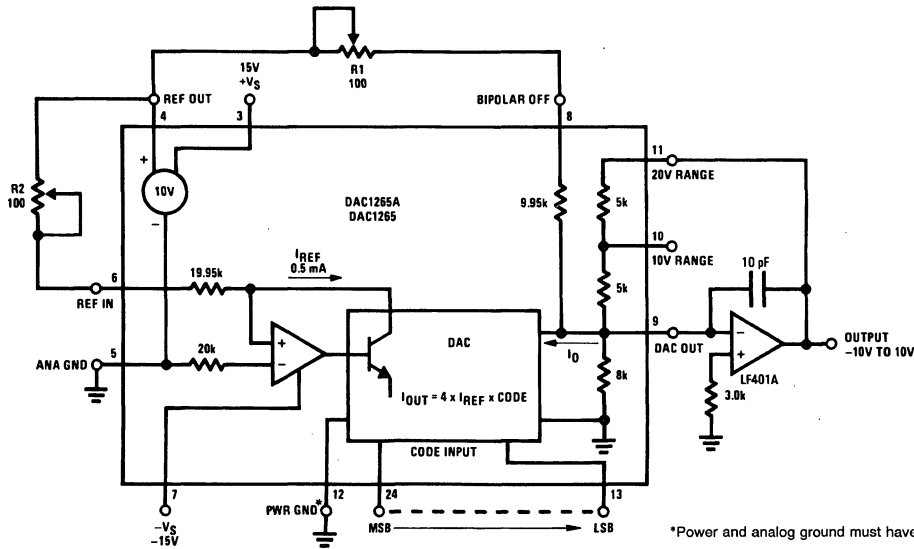 R1
100
15V
+VS
REF OUT
BIPOLAR OFF
4
3
8
11
20V RANGE
+
R2
100
10V
DAC1265A
DAC1265
9.95k
5k
–
10
10V RANGE
IREF
0.5 mA
10 pF
6
19.95k
5k
REF IN
9
–
+
DAC
DAC OUT
OUTPUT
–10V TO 10V
5
ANA GND
20k
–
IO
+
LF401A
8k
3.0k
IOUT = 4 x IREF x CODE
CODE INPUT
7
12
24
13
PWR GND*
MSB
LSB
–VS
–15V
*Power and analog ground must have